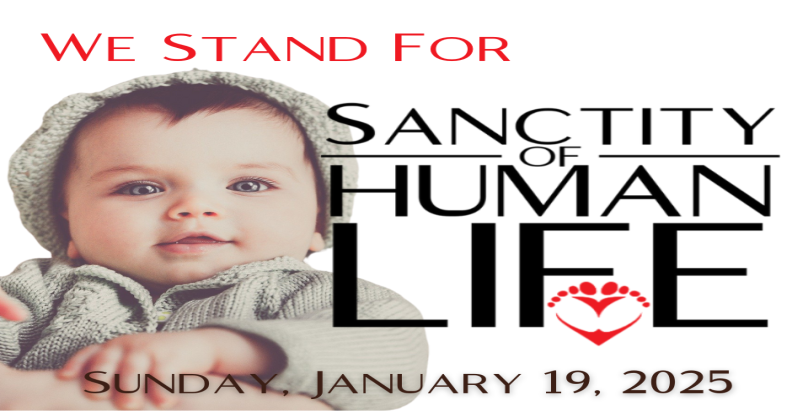 WE STAND FOR
SANCTITY
OF
HUMAN
LIFE
SUNDAY, JANUARY 19, 2025